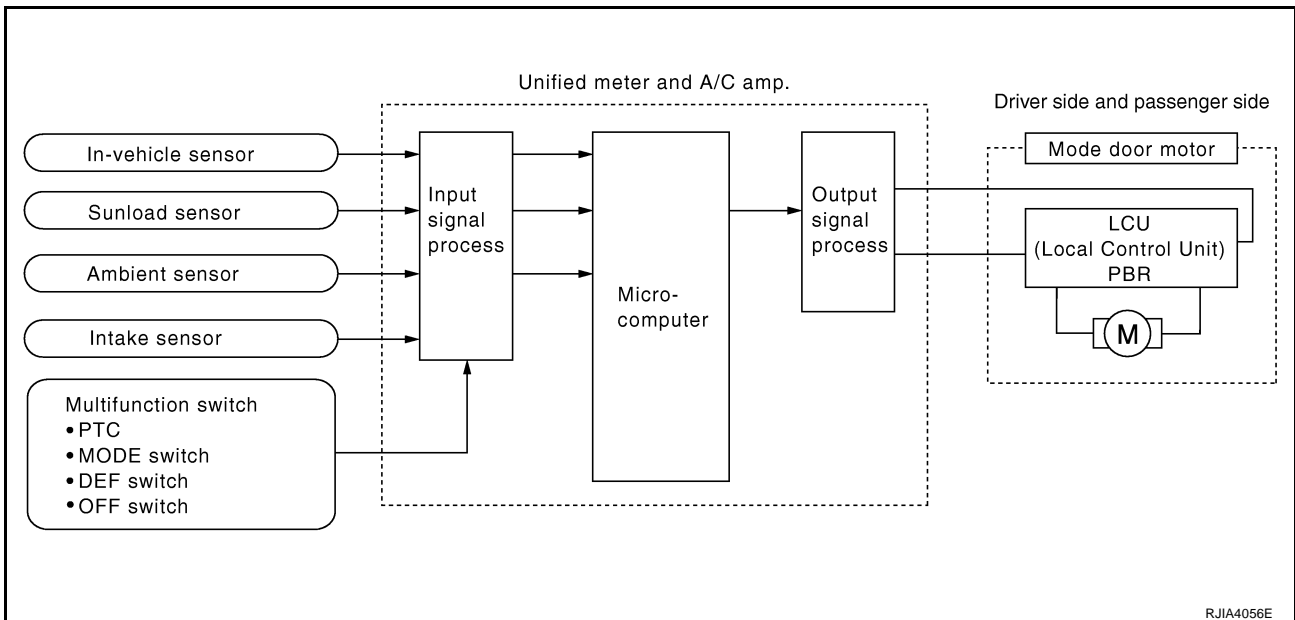 Unified meter and A/C amp.
Driver side and passenger side
In-vehicle sensor
Sunload sensor
Ambient sensor
Intake sensor
Multifunction switch
• PTC
• MODE switch
• DEF switch
• OFF switch
Input
signal
process
Micro-
computer
Output
signal
process
Mode door motor
LCU
(Local Control Unit)
PBR
M
RJIA4056E